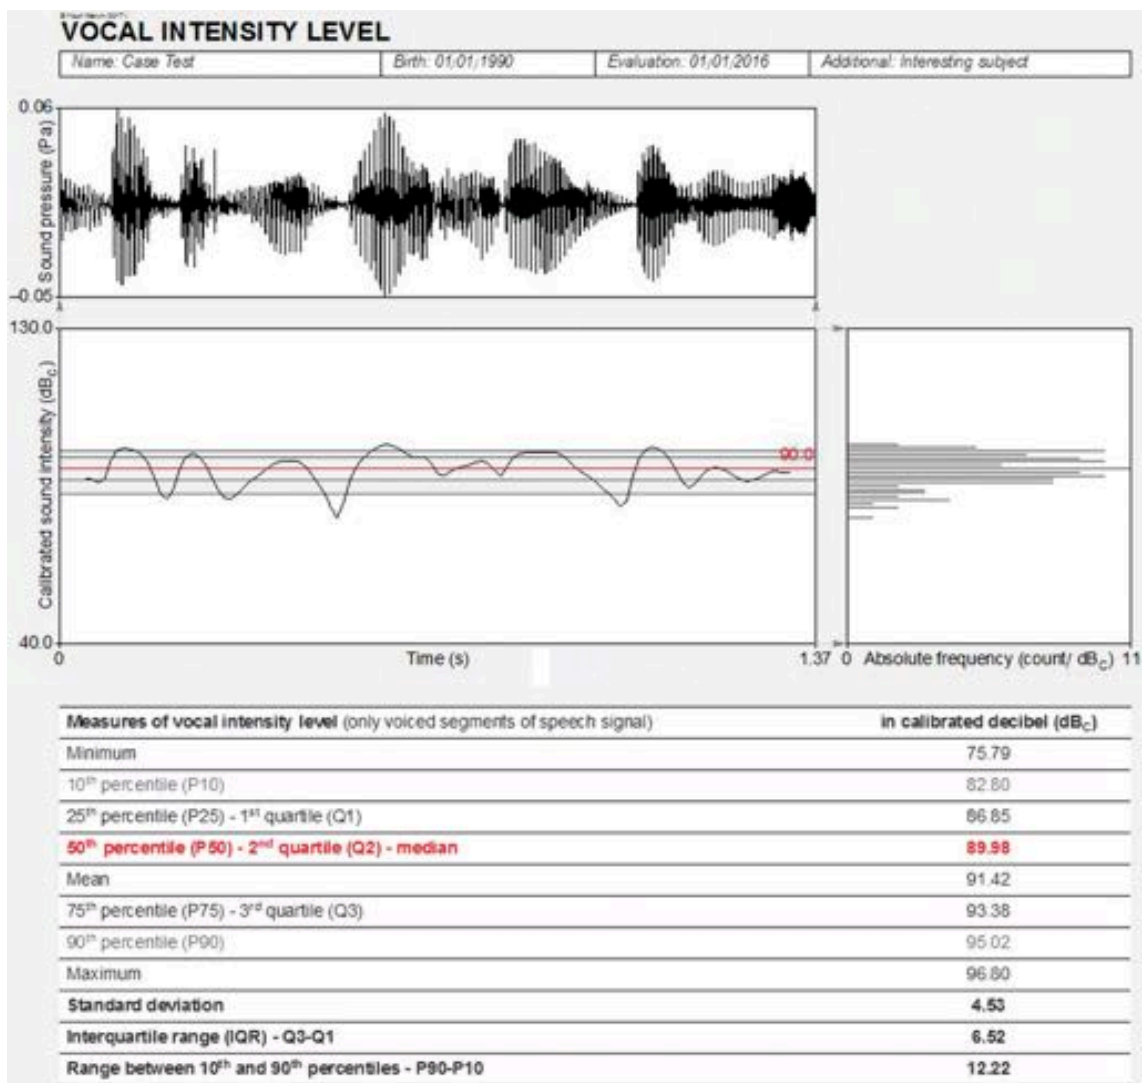 VOCAL INTENSITY LEVEL
Name: Case Test Birth: 01/01/1990 Evaluation: 01/01/2016 Additional: Interesting subject
0.06
Sound pressure (Pa)
-0.05
130.0
Calibrated sound intensity (dBC)
90.0
40.0
0 Time (s) 1.37 0 Absolute frequency (count/ dBC) 11
Measures of vocal intensity level (only voiced segments of speech signal) in calibrated decibel (dBC)
Minimum 75.79
10th percentile (P10) 82.80
25th percentile (P25) - 1st quartile (Q1) 86.85
50th percentile (P50) - 2nd quartile (Q2) - median 89.98
Mean 91.42
75th percentile (P75) - 3rd quartile (Q3) 93.38
90th percentile (P90) 95.02
Maximum 96.80
Standard deviation 4.53
Interquartile range (IQR) - Q3-Q1 6.52
Range between 10th and 90th percentiles - P90-P10 12.22